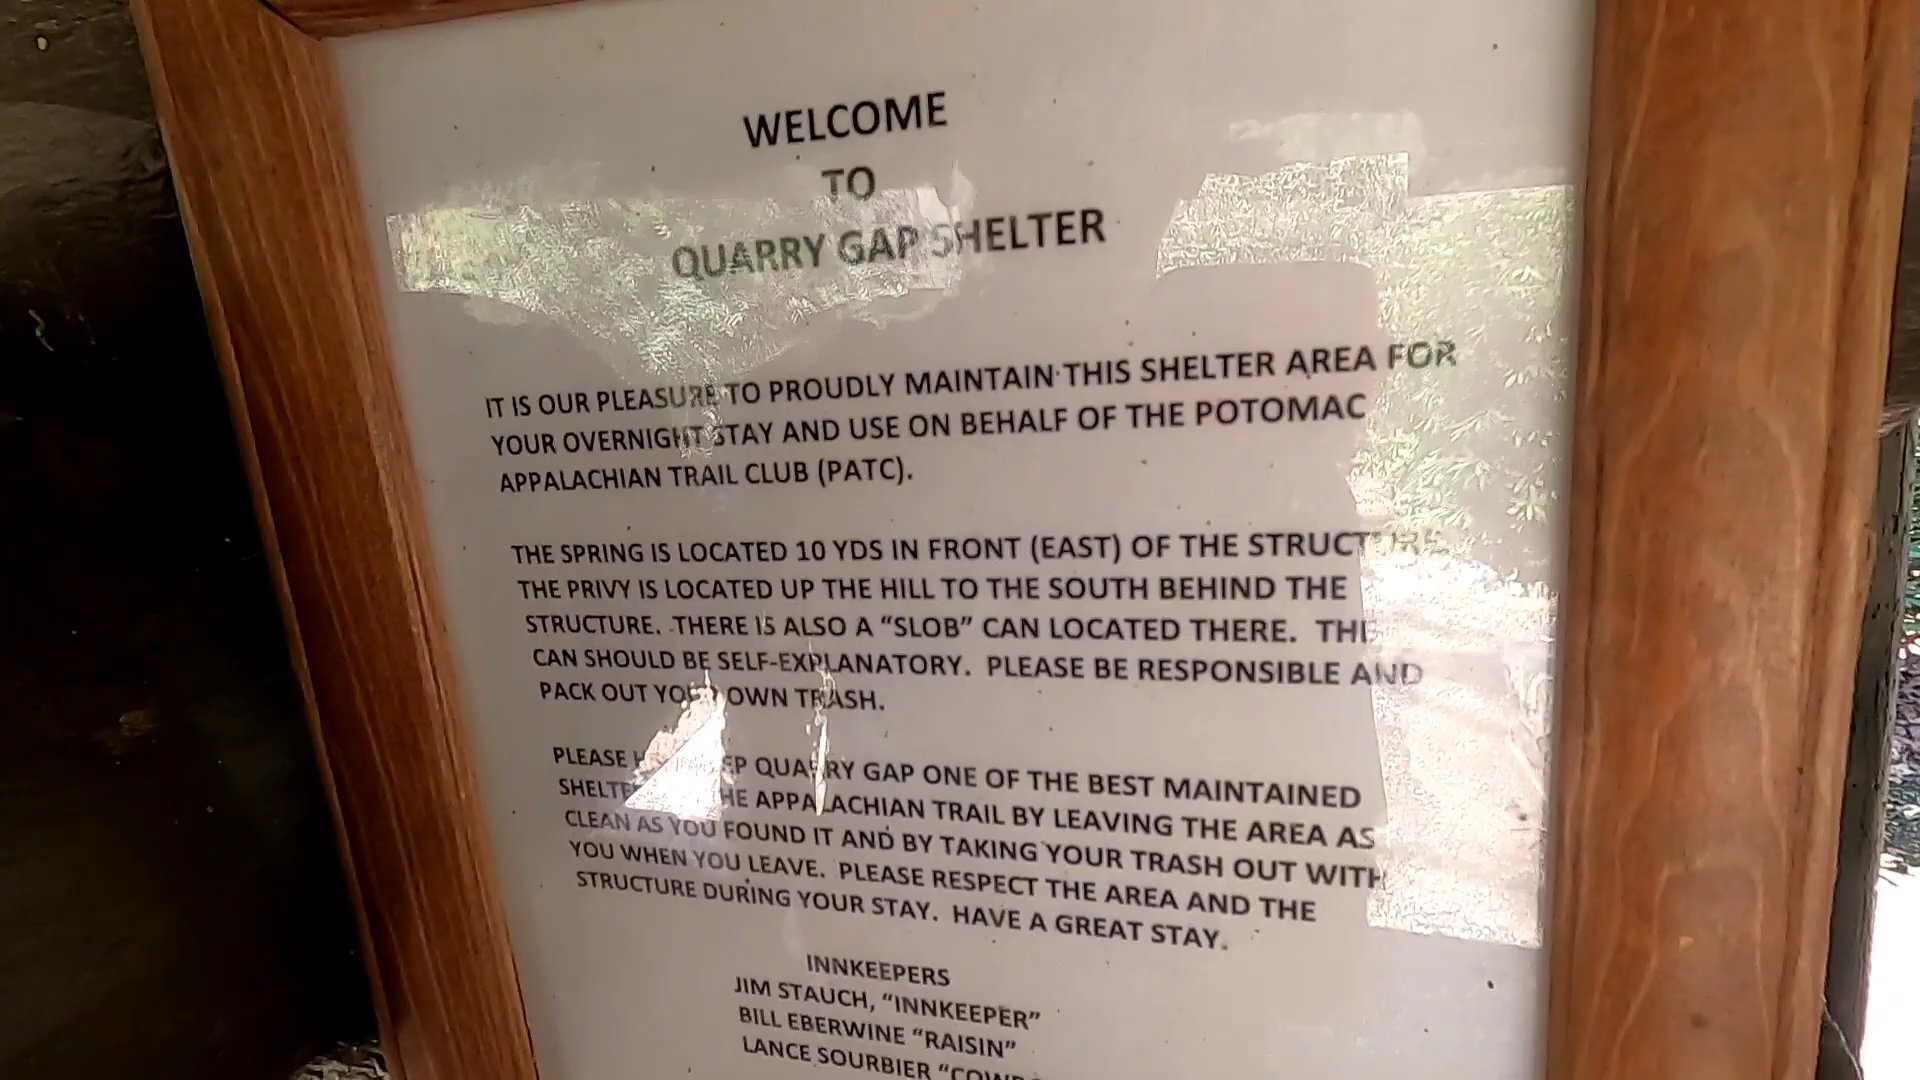 WELCOME
TO
QUARRY GAP SHELTER
IT IS OUR PLEASURE TO PROUDLY MAINTAIN THIS SHELTER AREA FOR
YOUR OVERNIGHT STAY AND USE ON BEHALF OF THE POTOMAC
APPALACHIAN TRAIL CLUB (PATC).
THE SPRING IS LOCATED 10 YDS IN FRONT (EAST) OF THE STRUCTURE
THE PRIVY IS LOCATED UP THE HILL TO THE SOUTH BEHIND THE
STRUCTURE. THERE IS ALSO A “SLOB” CAN LOCATED THERE. THE
CAN SHOULD BE SELF-EXPLANATORY. PLEASE BE RESPONSIBLE AND
PACK OUT YOUR OWN TRASH.
PLEASE QUARRY GAP ONE OF THE BEST MAINTAINED
THE APPALACHIAN TRAIL BY LEAVING THE AREA AS
CLEAN AS YOU FOUND IT AND BY TAKING YOUR TRASH OUT WITH
YOU WHEN YOU LEAVE. PLEASE RESPECT THE AREA AND THE
STRUCTURE DURING YOUR STAY. HAVE A GREAT STAY.
INNKEEPERS
JIM STAUCH, “INNKEEPER”
BILL EBERWINE “RAISIN”
LANCE SOURBIER